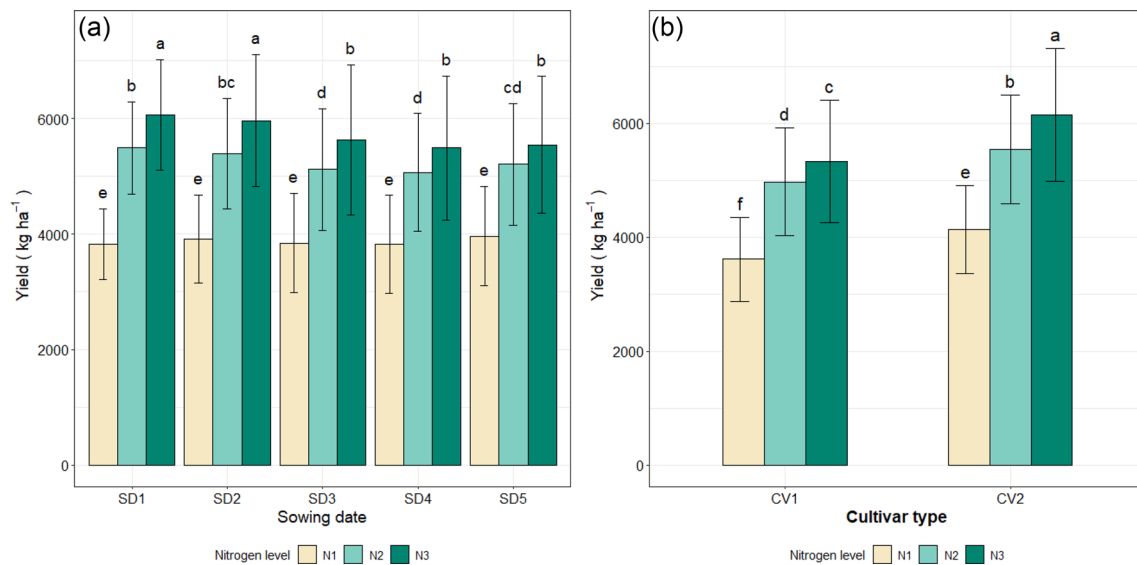 (a)
a
a
b
bc
b
b
d
d
cd
e
e
e
e
e
6000
4000
2000
0
Yield ( kg ha⁻¹ )
SD1 SD2 SD3 SD4 SD5
Sowing date
Nitrogen level N1 N2 N3
(b)
a
b
c
d
e
f
6000
4000
2000
0
Yield ( kg ha⁻¹ )
CV1 CV2
Cultivar type
Nitrogen level N1 N2 N3